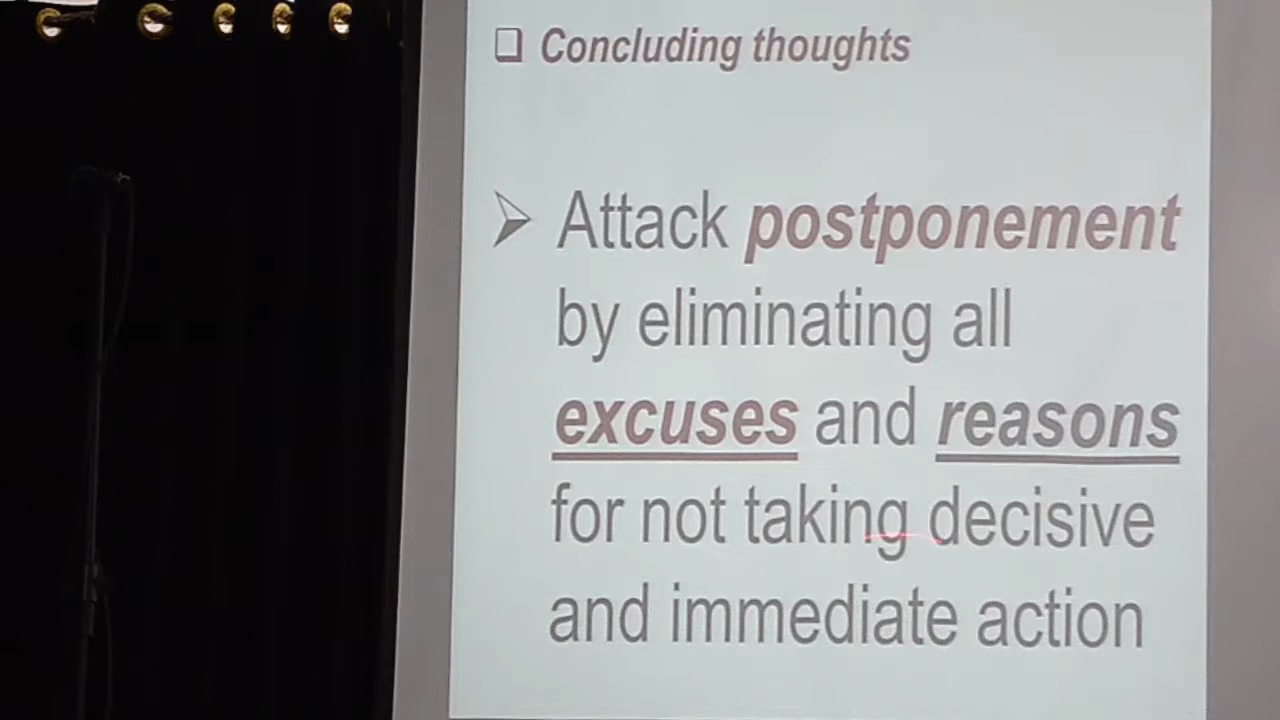 Concluding thoughts
Attack postponement
by eliminating all
excuses and reasons
for not taking decisive
and immediate action